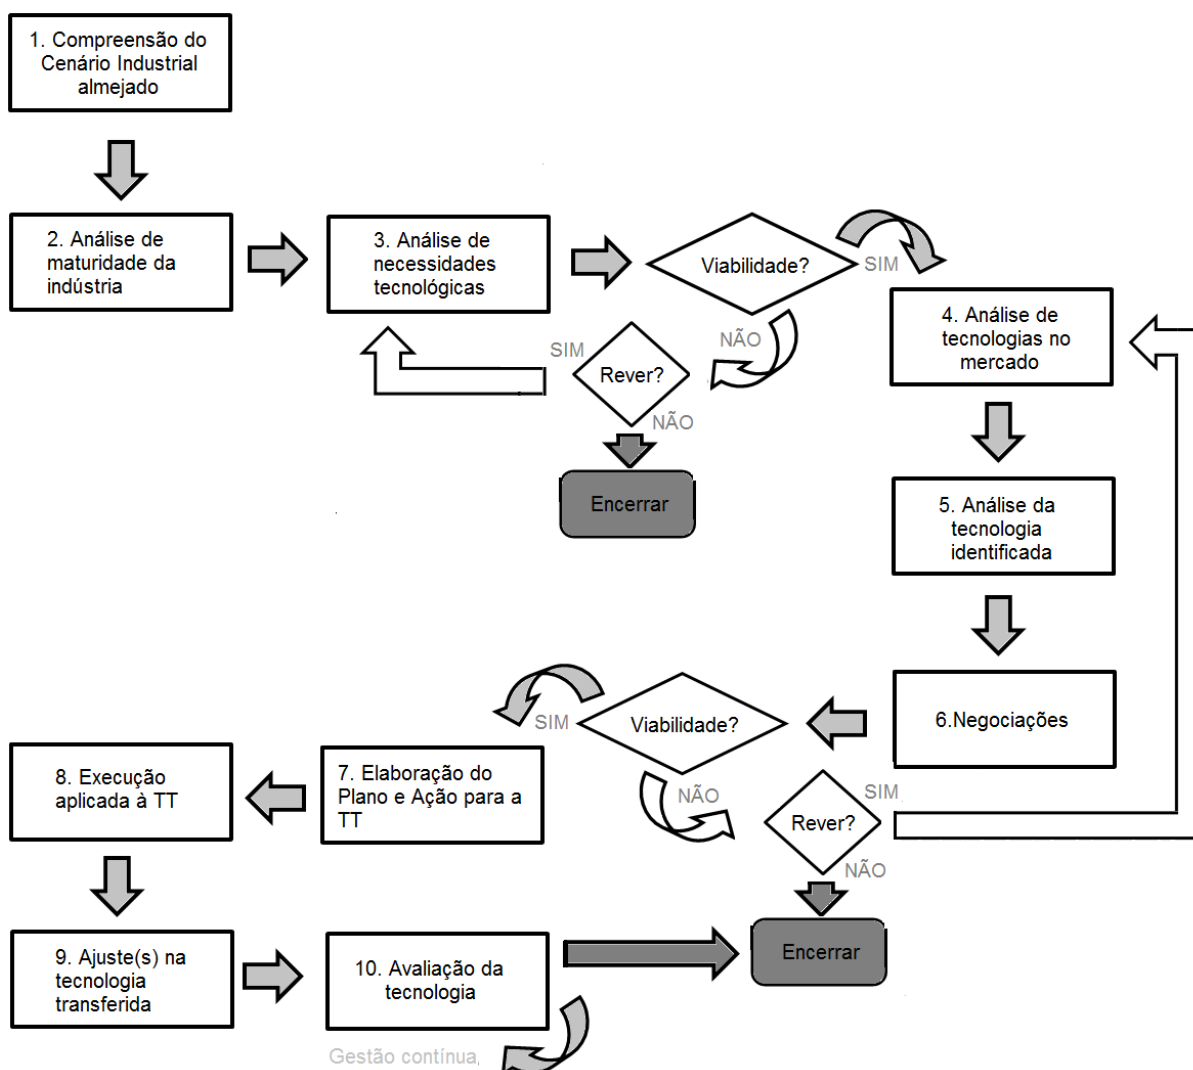 1. Compreensão do
Cenário Industrial
almejado
2. Análise de
maturidade da
indústria
3. Análise de
necessidades
tecnológicas
Viabilidade?
SIM
NÃO
SIM
Rever?
NÃO
Encerrar
4. Análise de
tecnologias no
mercado
5. Análise da
tecnologia
identificada
6.Negociações
Viabilidade?
SIM
NÃO
SIM
Rever?
NÃO
Encerrar
7. Elaboração do
Plano e Ação para a
TT
8. Execução
aplicada à TT
9. Ajuste(s) na
tecnologia
transferida
10. Avaliação da
tecnologia
Gestão contínua,